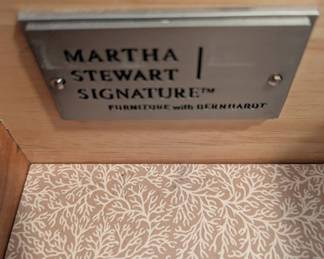 MARTHA
STEWART
SIGNATURE™
FURNITURE with BERNHARDT